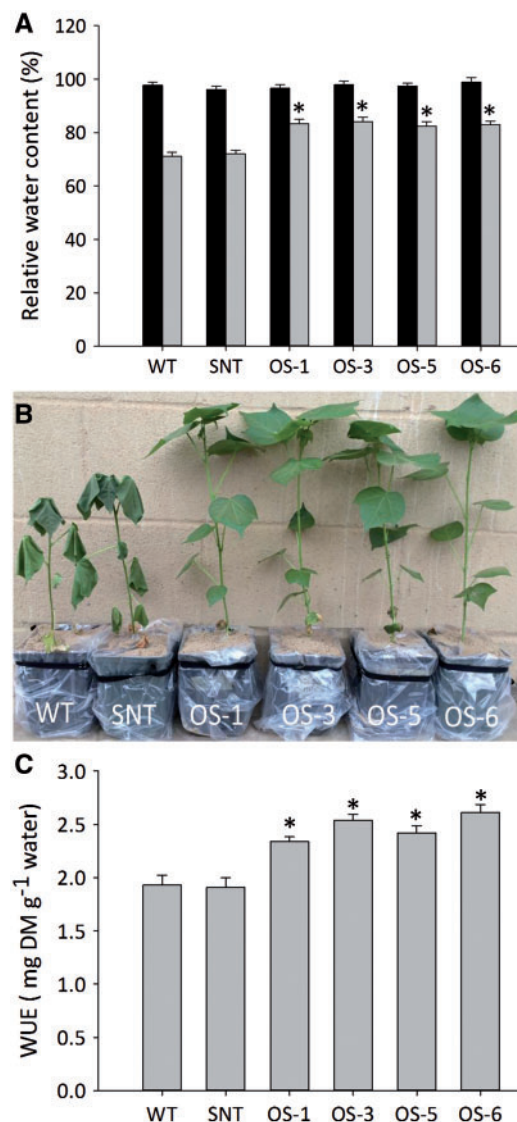 A
Relative water content (%)
120
100
80
60
40
20
0
* * * *
WT SNT OS-1 OS-3 OS-5 OS-6
B
WT SNT OS-1 OS-3 OS-5 OS-6
C
WUE ( mg DM g⁻¹ water)
3.0
2.5
2.0
1.5
1.0
0.5
0.0
* * * *
WT SNT OS-1 OS-3 OS-5 OS-6